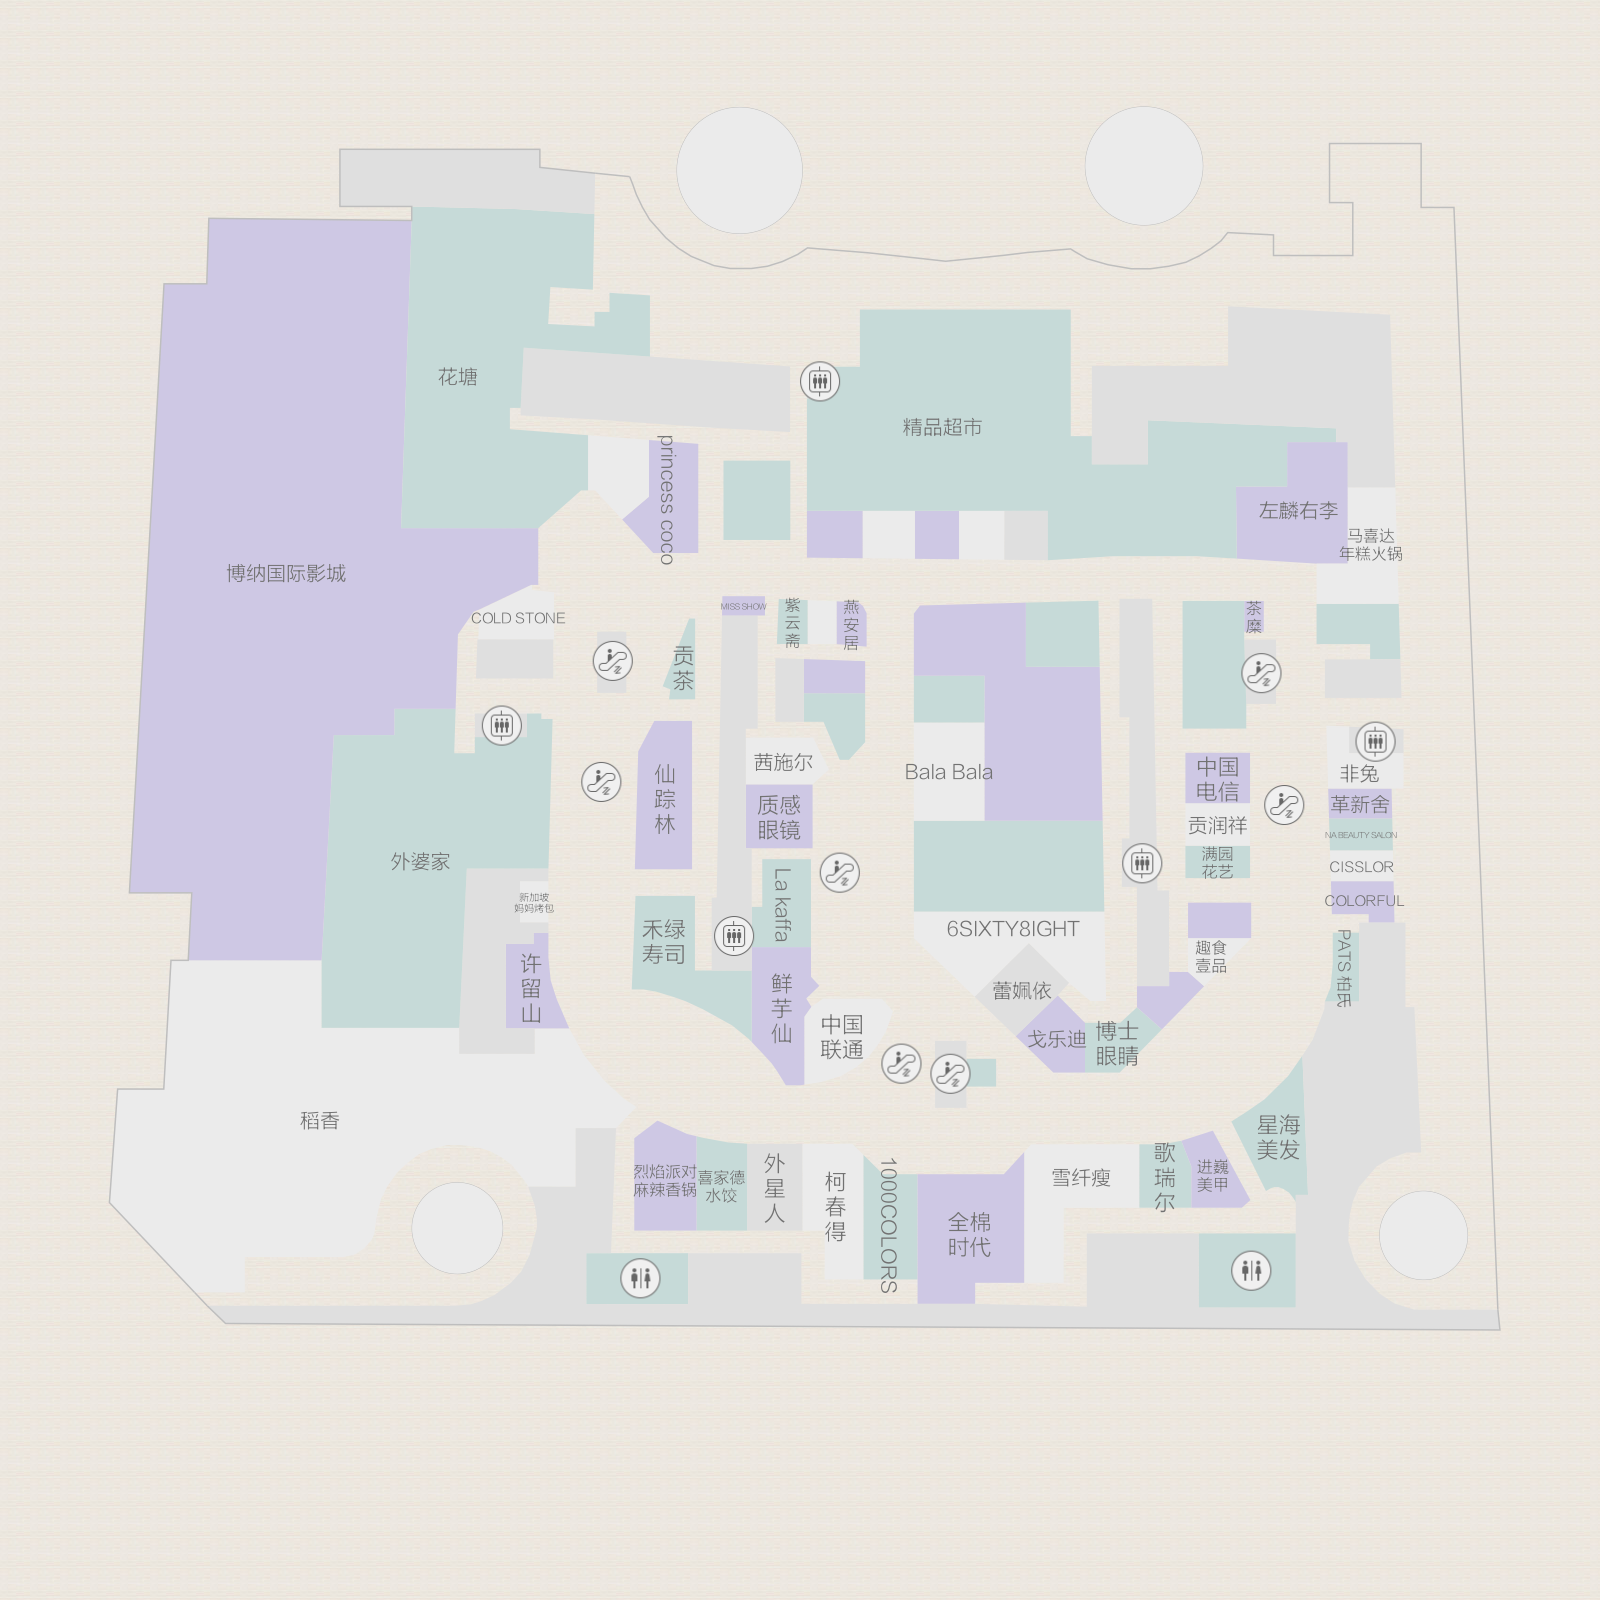 花塘
精品超市
princess coco
左麟右李
马喜达
年糕火锅
博纳国际影城
COLD STONE
MISS SHOW
紫云斋
燕安居
茶糜
贡茶
仙踪林
茜施尔
Bala Bala
中国
电信
非兔
质感
眼镜
革新舍
贡润祥
NA BEAUTY SALON
外婆家
满园
花艺
CISSLOR
新加坡
妈妈烤包
La kaffa
COLORFUL
禾绿
寿司
6SIXTY8IGHT
趣食
壹品
PATS 柏氏
许留山
鲜芋仙
蕾姵依
中国
联通
戈乐迪
博士
眼睛
稻香
星海
美发
烈焰派对
麻辣香锅
喜家德
水饺
外星人
柯春得
1000COLORS
全棉
时代
雪纤瘦
歌瑞尔
进巍
美甲